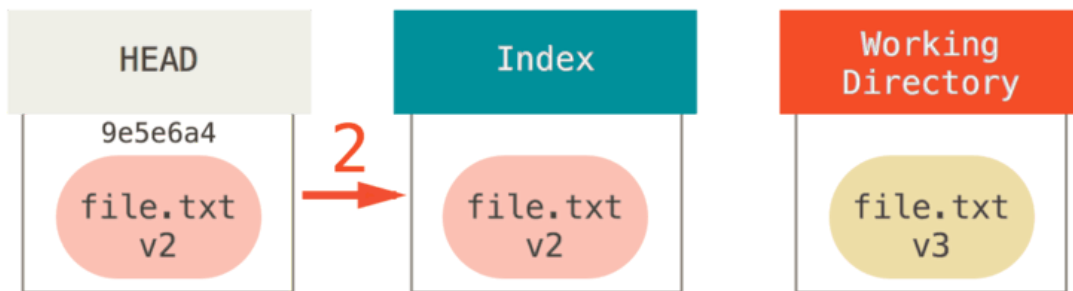 HEAD
Index
Working
Directory
9e5e6a4
2
file.txt
v2
file.txt
v2
file.txt
v3